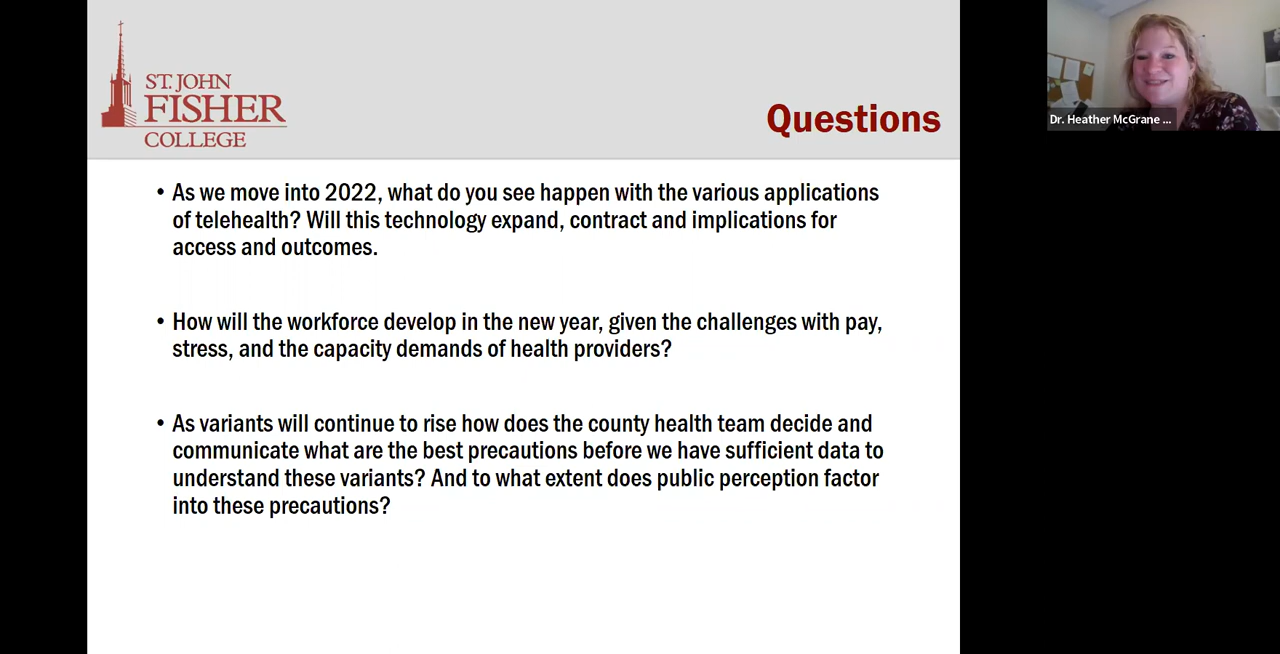 ST. JOHN
FISHER
COLLEGE
Questions
Dr. Heather McGrane ...
• As we move into 2022, what do you see happen with the various applications
of telehealth? Will this technology expand, contract and implications for
access and outcomes.
• How will the workforce develop in the new year, given the challenges with pay,
stress, and the capacity demands of health providers?
• As variants will continue to rise how does the county health team decide and
communicate what are the best precautions before we have sufficient data to
understand these variants? And to what extent does public perception factor
into these precautions?